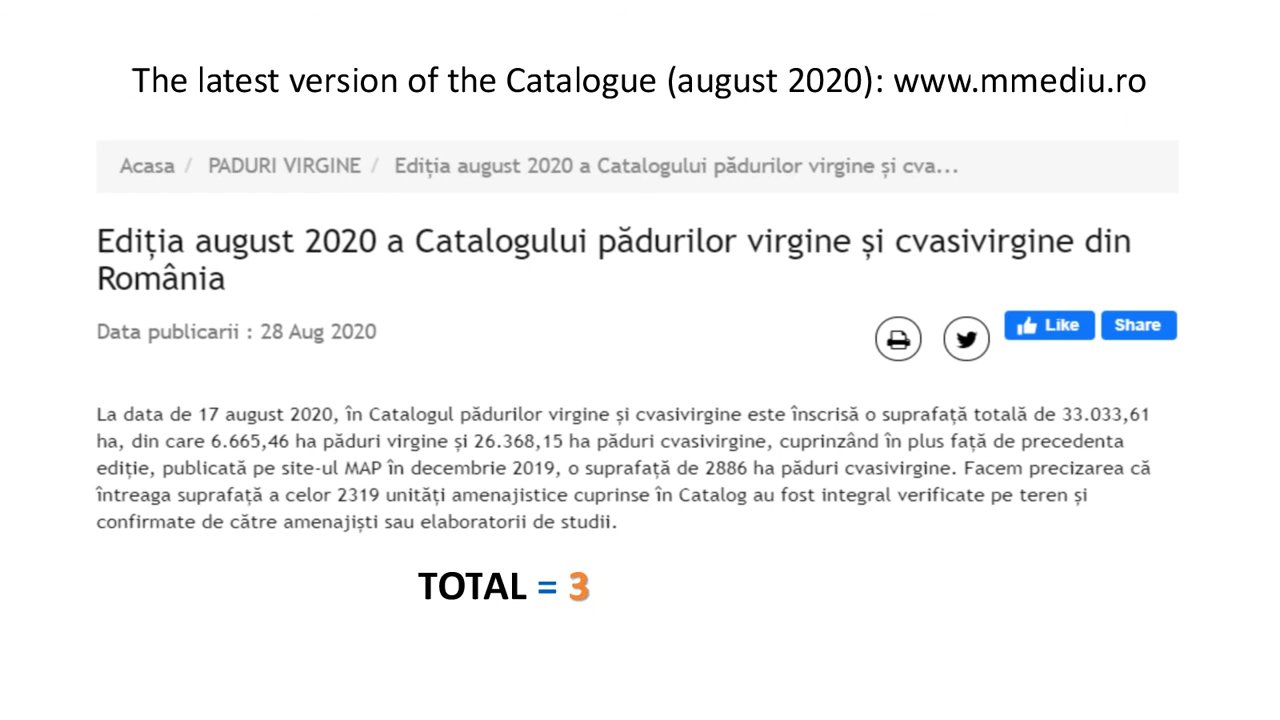 The latest version of the Catalogue (august 2020): www.mmediu.ro
Acasa / PADURI VIRGINE / Ediția august 2020 a Catalogului pădurilor virgine și cva...
Ediția august 2020 a Catalogului pădurilor virgine și cvasivirgine din
România
Data publicarii : 28 Aug 2020
Like Share
La data de 17 august 2020, în Catalogul pădurilor virgine și cvasivirgine este înscrisă o suprafață totală de 33.033,61
ha, din care 6.665,46 ha păduri virgine și 26.368,15 ha păduri cvasivirgine, cuprinzând în plus față de precedenta
ediție, publicată pe site-ul MAP în decembrie 2019, o suprafață de 2886 ha păduri cvasivirgine. Facem precizarea că
întreaga suprafață a celor 2319 unități amenajistice cuprinse în Catalog au fost integral verificate pe teren și
confirmate de către amenajiști sau elaboratorii de studii.
TOTAL = 3